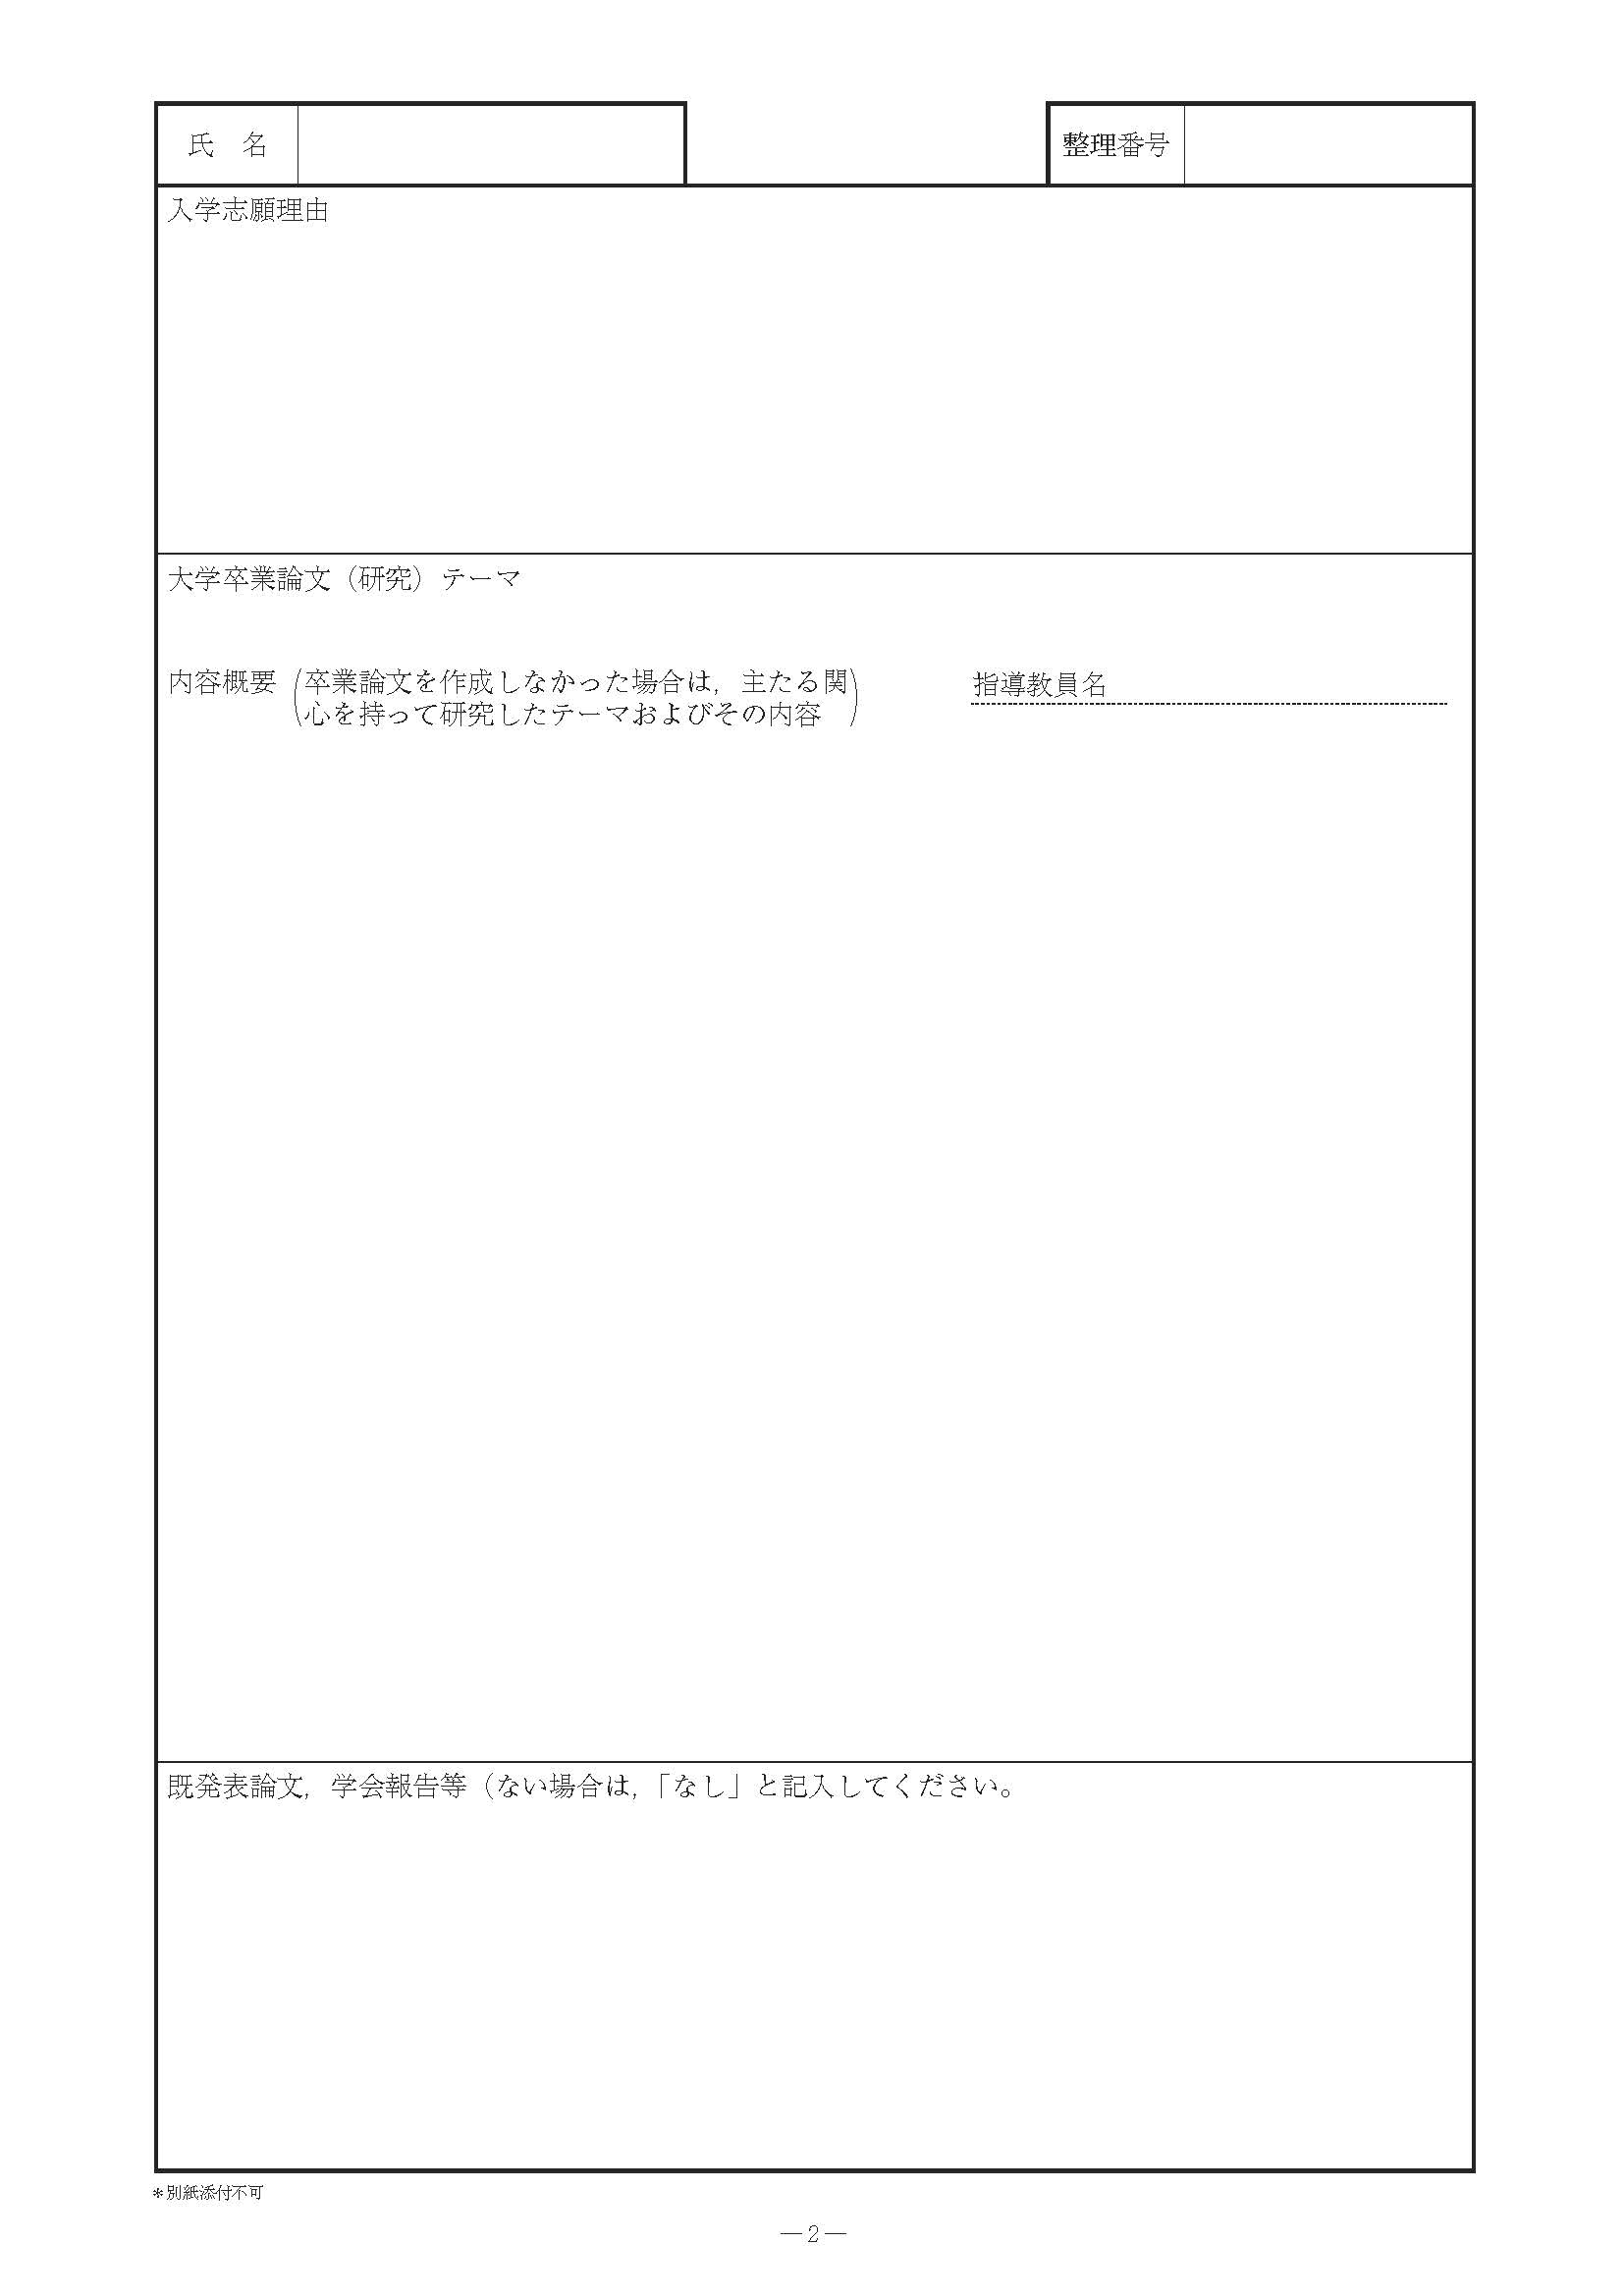 氏　名
整理番号
入学志願理由
大学卒業論文（研究）テーマ
内容概要（卒業論文を作成しなかった場合は，主たる関
心を持って研究したテーマおよびその内容　）
指導教員名
既発表論文，学会報告等（ない場合は，「なし」と記入してください。
＊別紙添付不可
―2―